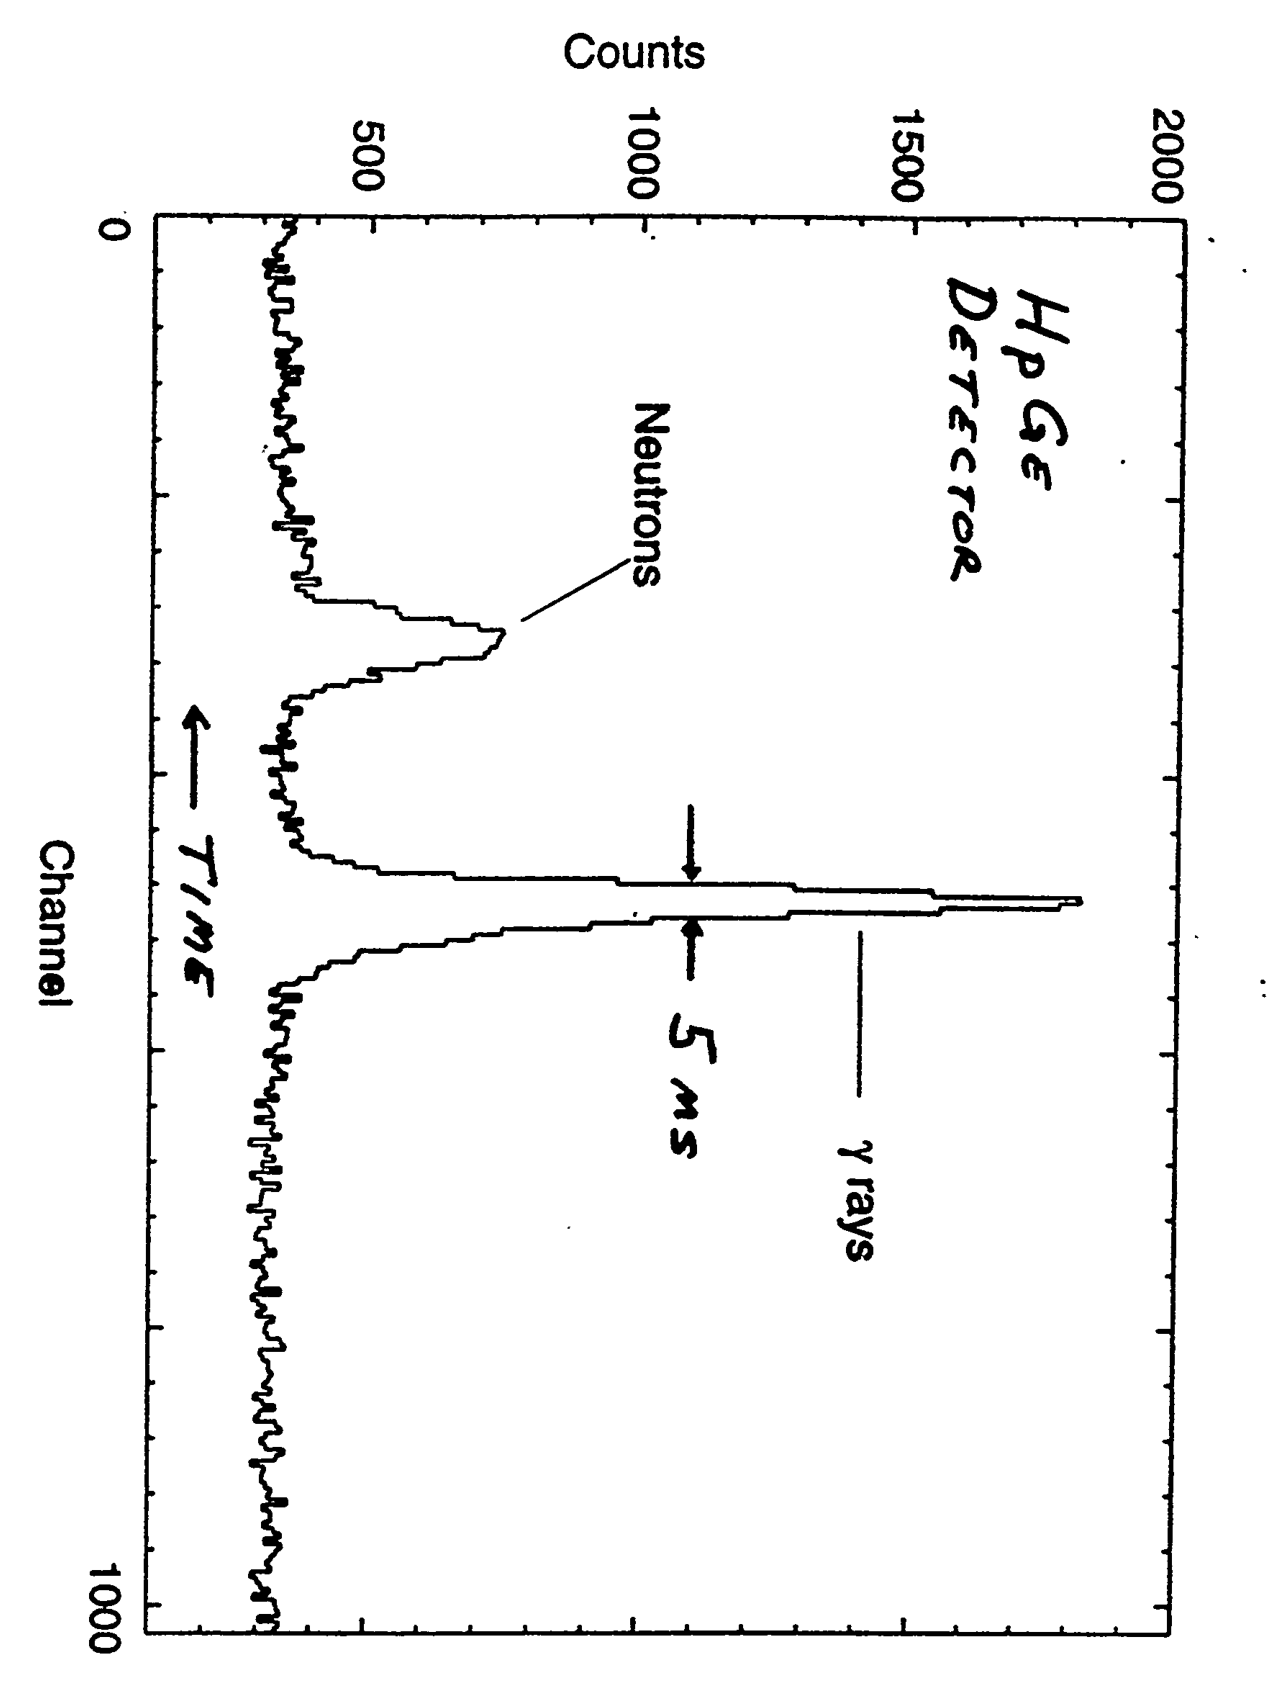 HpGE
DETECTOR
Neutrons
γ rays
5 ms
← TIME
Counts
2000
1500
1000
500
0
1000
Channel